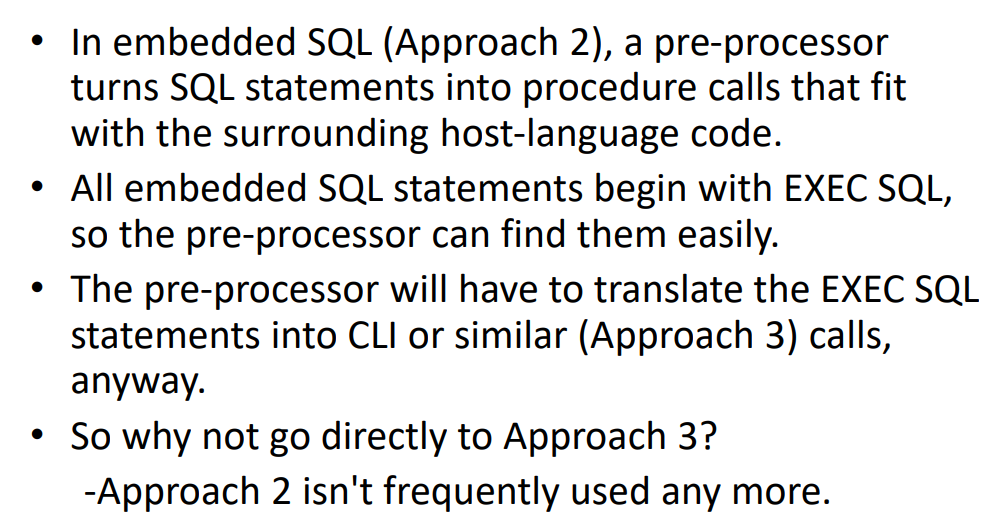 • In embedded SQL (Approach 2), a pre-processor
turns SQL statements into procedure calls that fit
with the surrounding host-language code.
• All embedded SQL statements begin with EXEC SQL,
so the pre-processor can find them easily.
• The pre-processor will have to translate the EXEC SQL
statements into CLI or similar (Approach 3) calls,
anyway.
• So why not go directly to Approach 3?
-Approach 2 isn't frequently used any more.